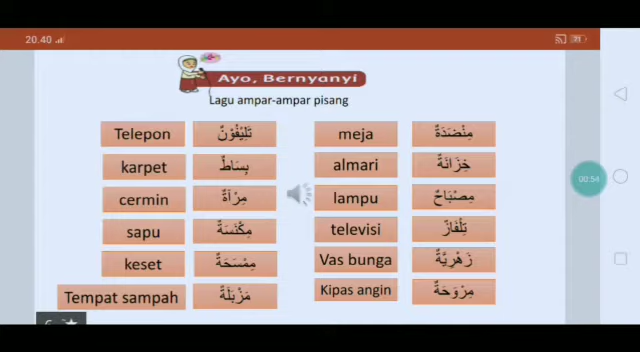 20.40
Ayo, Bernyanyi
Lagu ampar-ampar pisang
Telepon تَلِيْفُوْنٌ
karpet بِسَاطٌ
cermin مِرْآةٌ
sapu مِكْنَسَةٌ
keset مِمْسَحَةٌ
Tempat sampah مَزْبَلَةٌ
meja مِنْضَدَةٌ
almari خِزَانَةٌ
lampu مِصْبَاحٌ
televisi تِلْفَازٌ
Vas bunga زَهْرِيَّةٌ
Kipas angin مِرْوَحَةٌ
00:54